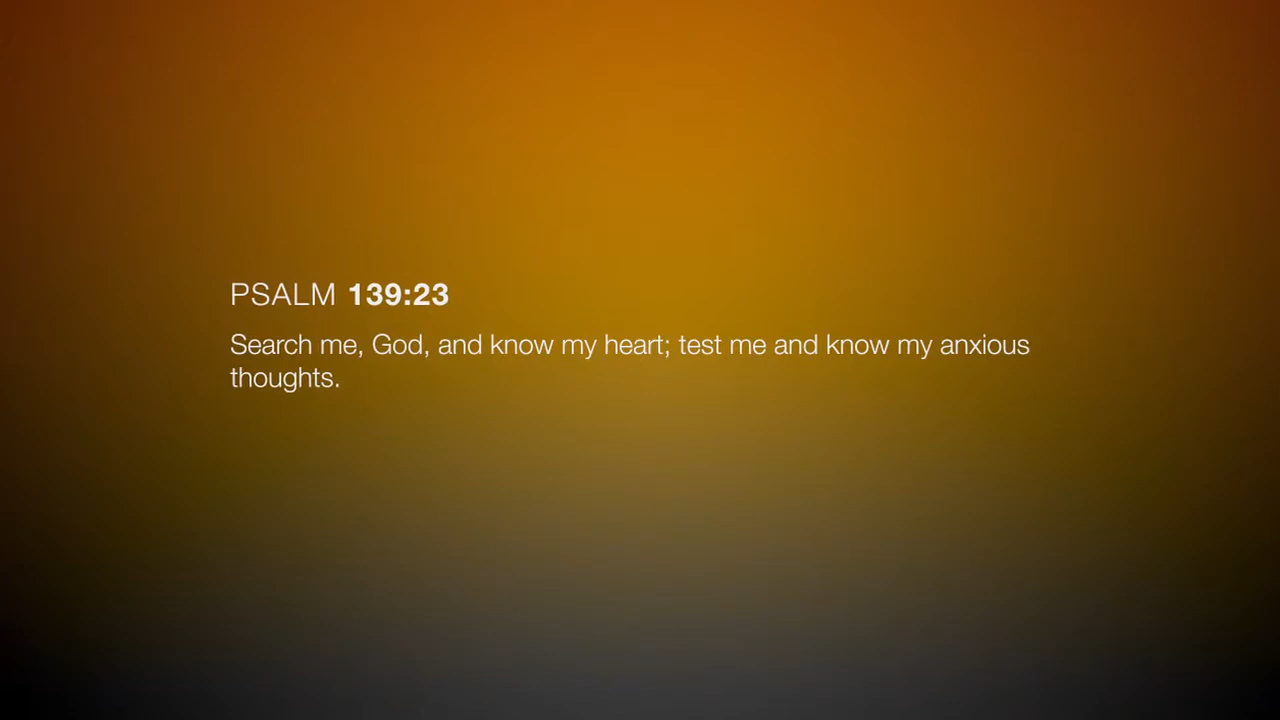 PSALM 139:23
Search me, God, and know my heart; test me and know my anxious
thoughts.